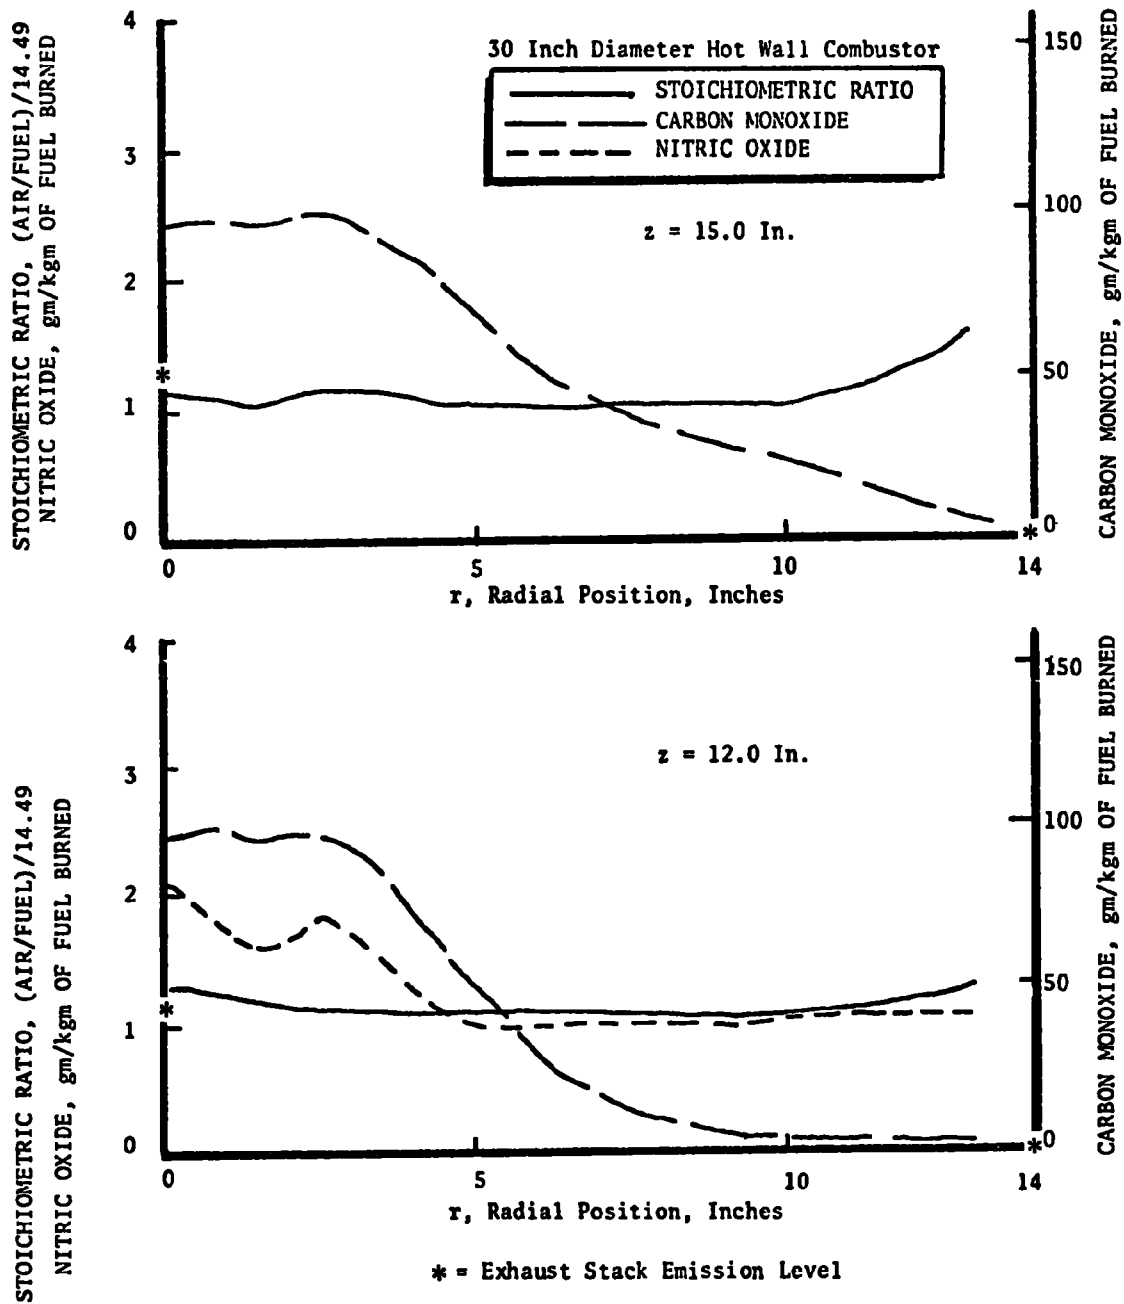 STOICHIOMETRIC RATIO, (AIR/FUEL)/14.49
NITRIC OXIDE, gm/kgm OF FUEL BURNED
4
3
2
1
0
30 Inch Diameter Hot Wall Combustor
STOICHIOMETRIC RATIO
CARBON MONOXIDE
NITRIC OXIDE
z = 15.0 In.
*
*
150
100
50
0
CARBON MONOXIDE, gm/kgm OF FUEL BURNED
0 5 10 14
r, Radial Position, Inches
STOICHIOMETRIC RATIO, (AIR/FUEL)/14.49
NITRIC OXIDE, gm/kgm OF FUEL BURNED
4
3
2
1
0
z = 12.0 In.
*
*
150
100
50
0
CARBON MONOXIDE, gm/kgm OF FUEL BURNED
0 5 10 14
r, Radial Position, Inches
* = Exhaust Stack Emission Level